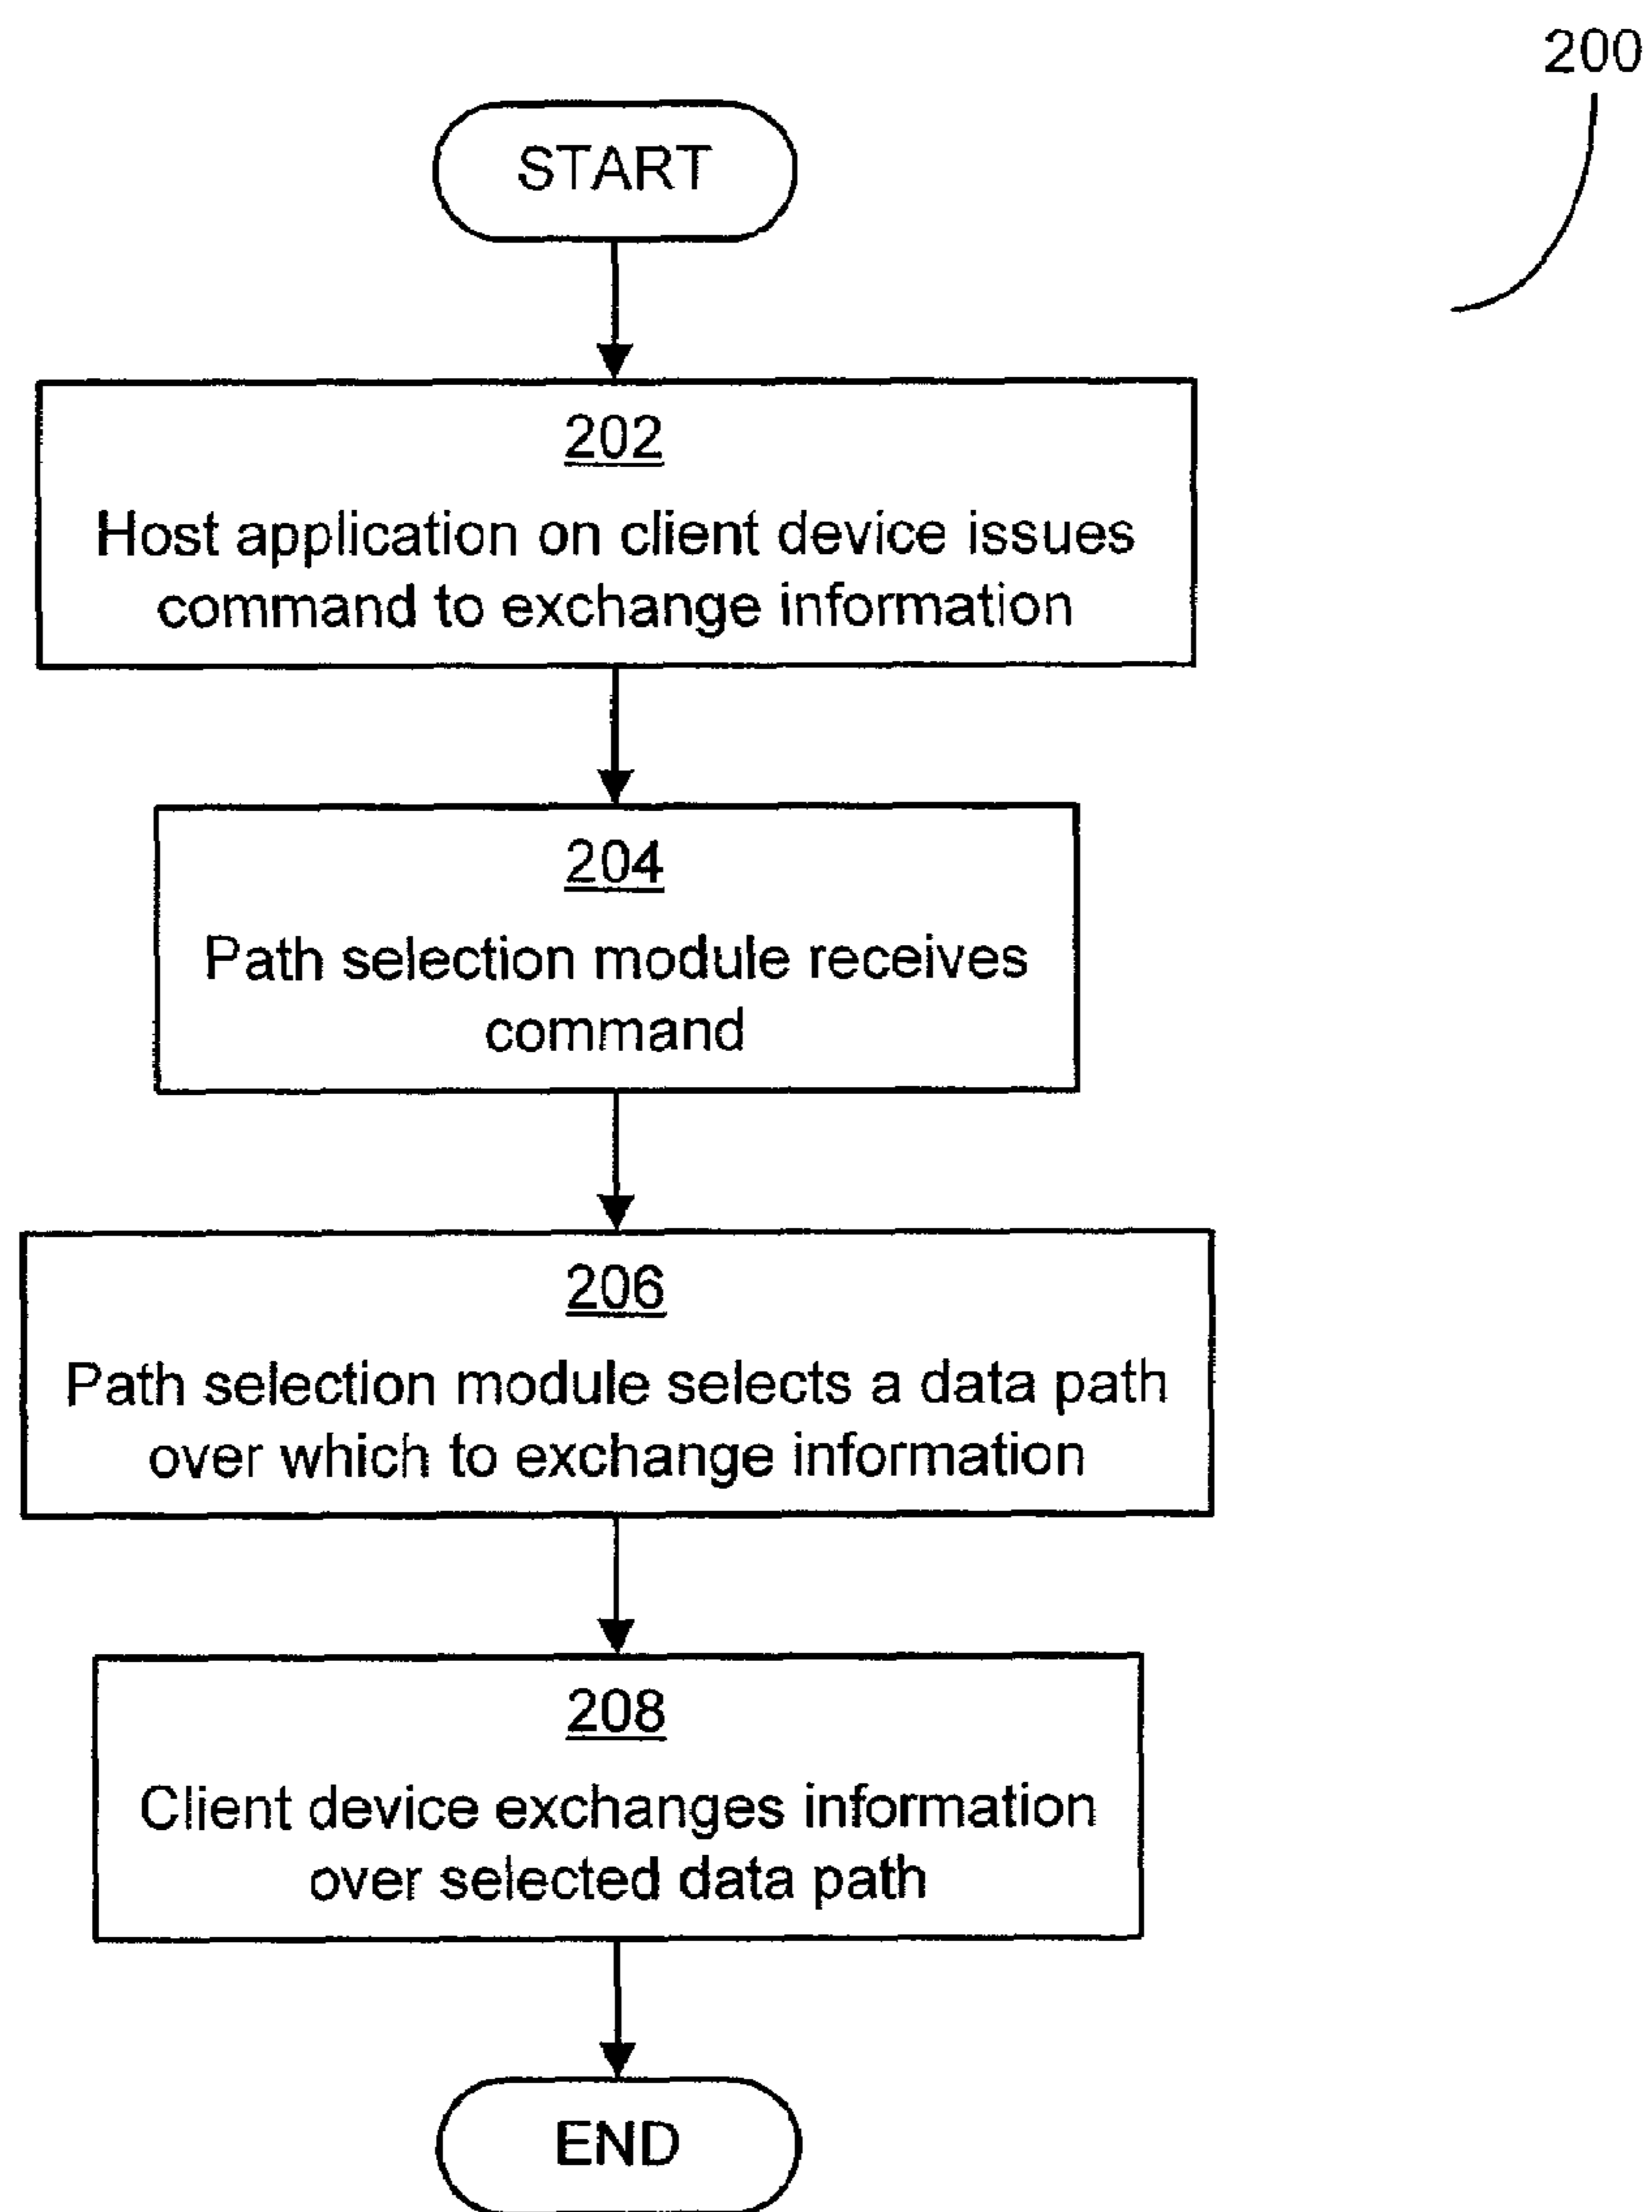 200
START
202
Host application on client device issues
command to exchange information
204
Path selection module receives
command
206
Path selection module selects a data path
over which to exchange information
208
Client device exchanges information
over selected data path
END